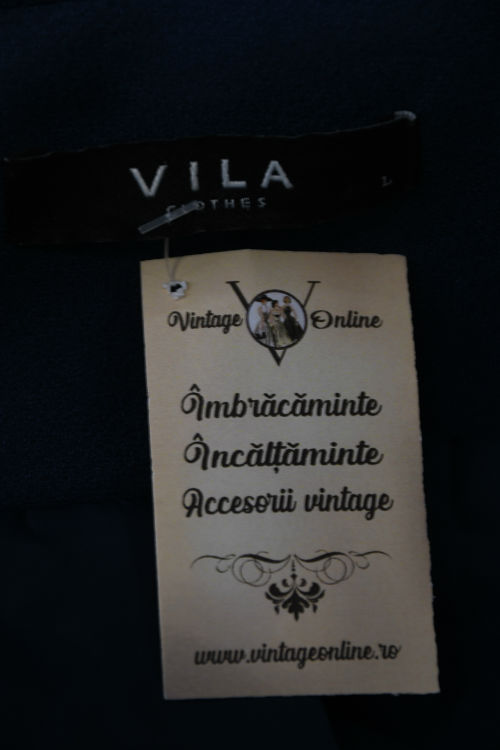 VILA
CLOTHES
L
Vintage Online
Îmbrăcăminte
Încălțăminte
Accesorii vintage
www.vintageonline.ro